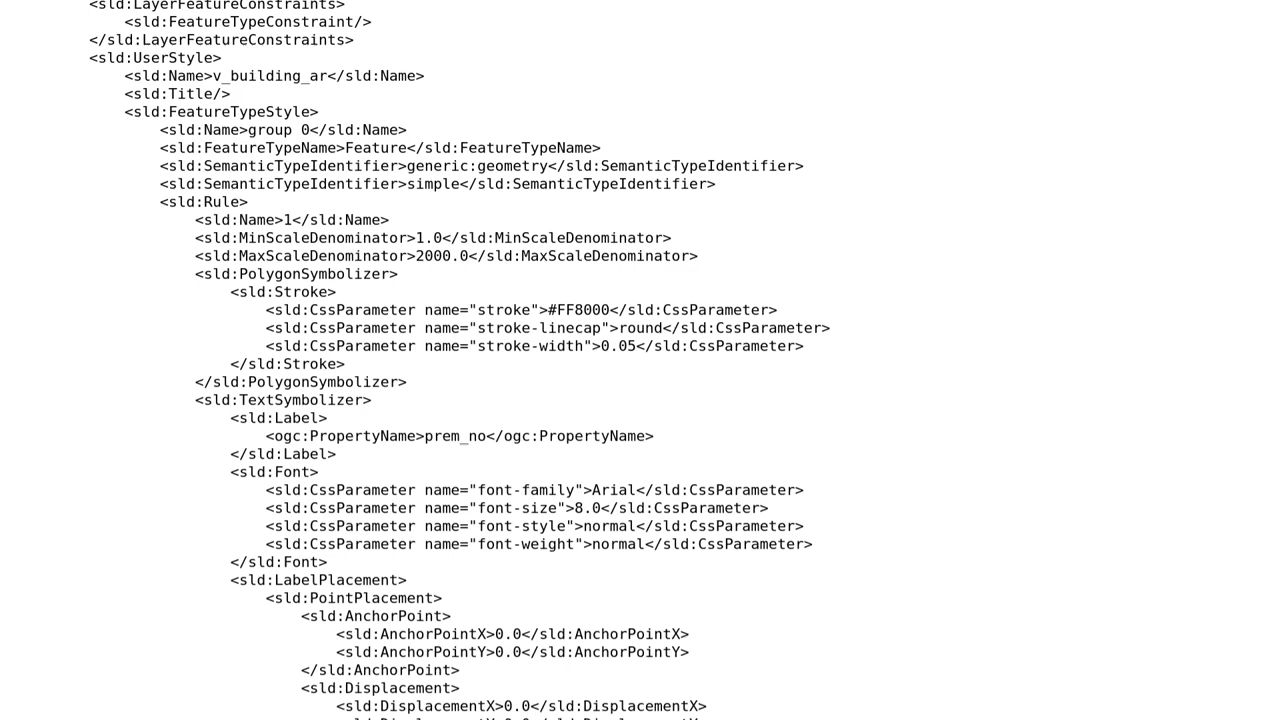 <sld:LayerFeatureConstraints>
<sld:FeatureTypeConstraint/>
</sld:LayerFeatureConstraints>
<sld:UserStyle>
<sld:Name>v_building_ar</sld:Name>
<sld:Title/>
<sld:FeatureTypeStyle>
<sld:Name>group 0</sld:Name>
<sld:FeatureTypeName>Feature</sld:FeatureTypeName>
<sld:SemanticTypeIdentifier>generic:geometry</sld:SemanticTypeIdentifier>
<sld:SemanticTypeIdentifier>simple</sld:SemanticTypeIdentifier>
<sld:Rule>
<sld:Name>1</sld:Name>
<sld:MinScaleDenominator>1.0</sld:MinScaleDenominator>
<sld:MaxScaleDenominator>2000.0</sld:MaxScaleDenominator>
<sld:PolygonSymbolizer>
<sld:Stroke>
<sld:CssParameter name="stroke">#FF8000</sld:CssParameter>
<sld:CssParameter name="stroke-linecap">round</sld:CssParameter>
<sld:CssParameter name="stroke-width">0.05</sld:CssParameter>
</sld:Stroke>
</sld:PolygonSymbolizer>
<sld:TextSymbolizer>
<sld:Label>
<ogc:PropertyName>prem_no</ogc:PropertyName>
</sld:Label>
<sld:Font>
<sld:CssParameter name="font-family">Arial</sld:CssParameter>
<sld:CssParameter name="font-size">8.0</sld:CssParameter>
<sld:CssParameter name="font-style">normal</sld:CssParameter>
<sld:CssParameter name="font-weight">normal</sld:CssParameter>
</sld:Font>
<sld:LabelPlacement>
<sld:PointPlacement>
<sld:AnchorPoint>
<sld:AnchorPointX>0.0</sld:AnchorPointX>
<sld:AnchorPointY>0.0</sld:AnchorPointY>
</sld:AnchorPoint>
<sld:Displacement>
<sld:DisplacementX>0.0</sld:DisplacementX>